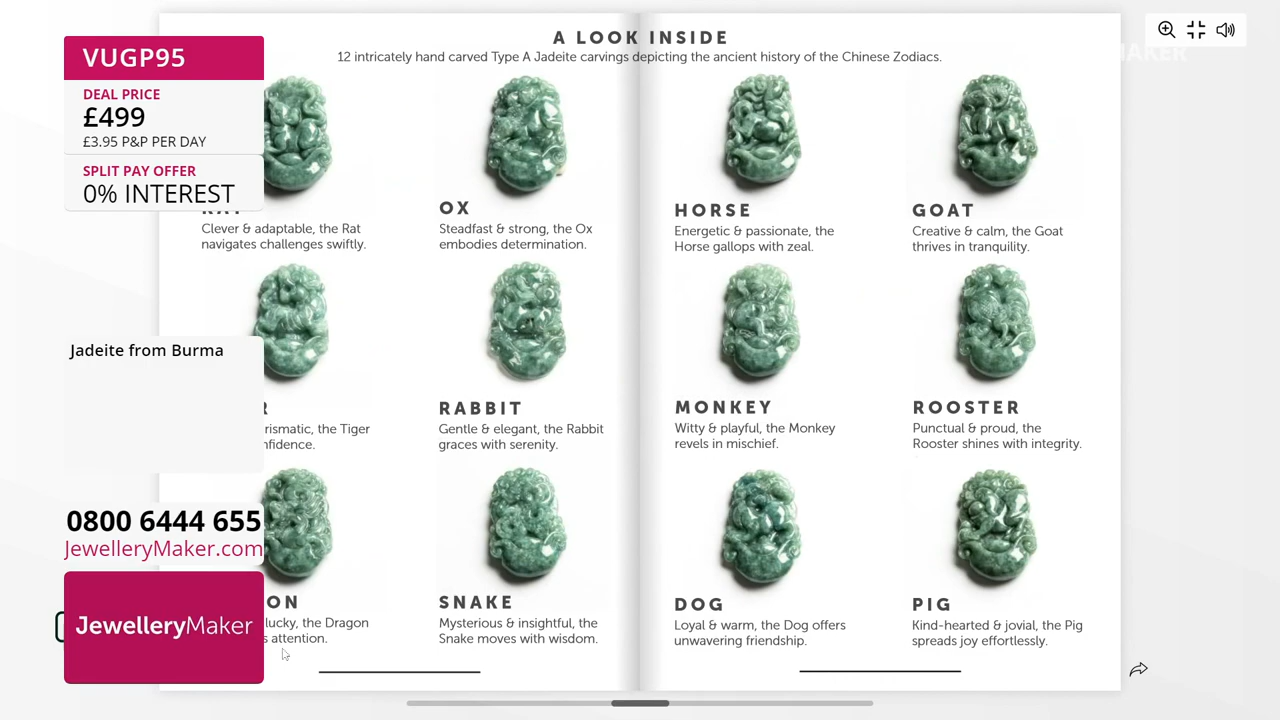 VUGP95
DEAL PRICE
£499
£3.95 P&P PER DAY
SPLIT PAY OFFER
0% INTEREST
Jadeite from Burma
0800 6444 655
JewelleryMaker.com
JewelleryMaker
A LOOK INSIDE
12 intricately hand carved Type A Jadeite carvings depicting the ancient history of the Chinese Zodiacs.
Clever & adaptable, the Rat
navigates challenges swiftly.
OX
Steadfast & strong, the Ox
embodies determination.
HORSE
Energetic & passionate, the
Horse gallops with zeal.
GOAT
Creative & calm, the Goat
thrives in tranquility.
R
rismatic, the Tiger
nfidence.
RABBIT
Gentle & elegant, the Rabbit
graces with serenity.
MONKEY
Witty & playful, the Monkey
revels in mischief.
ROOSTER
Punctual & proud, the
Rooster shines with integrity.
ON
lucky, the Dragon
s attention.
SNAKE
Mysterious & insightful, the
Snake moves with wisdom.
DOG
Loyal & warm, the Dog offers
unwavering friendship.
PIG
Kind-hearted & jovial, the Pig
spreads joy effortlessly.